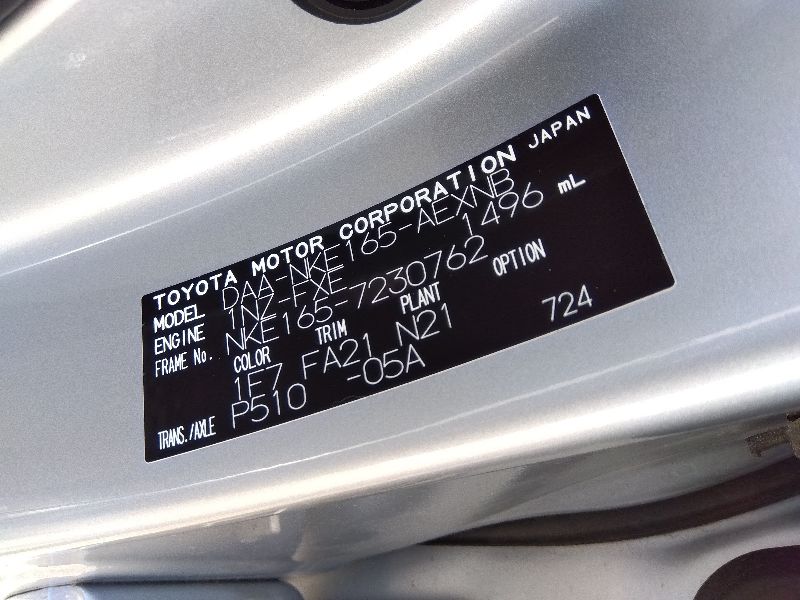 TOYOTA MOTOR CORPORATION JAPAN
MODEL DAA-NKE165-AEXNB
ENGINE 1NZ-FXE 1496 mL
FRAME No. NKE165-7230762
COLOR TRIM PLANT OPTION
1F7 FA21 N21 724
TRANS./AXLE P510 -05A